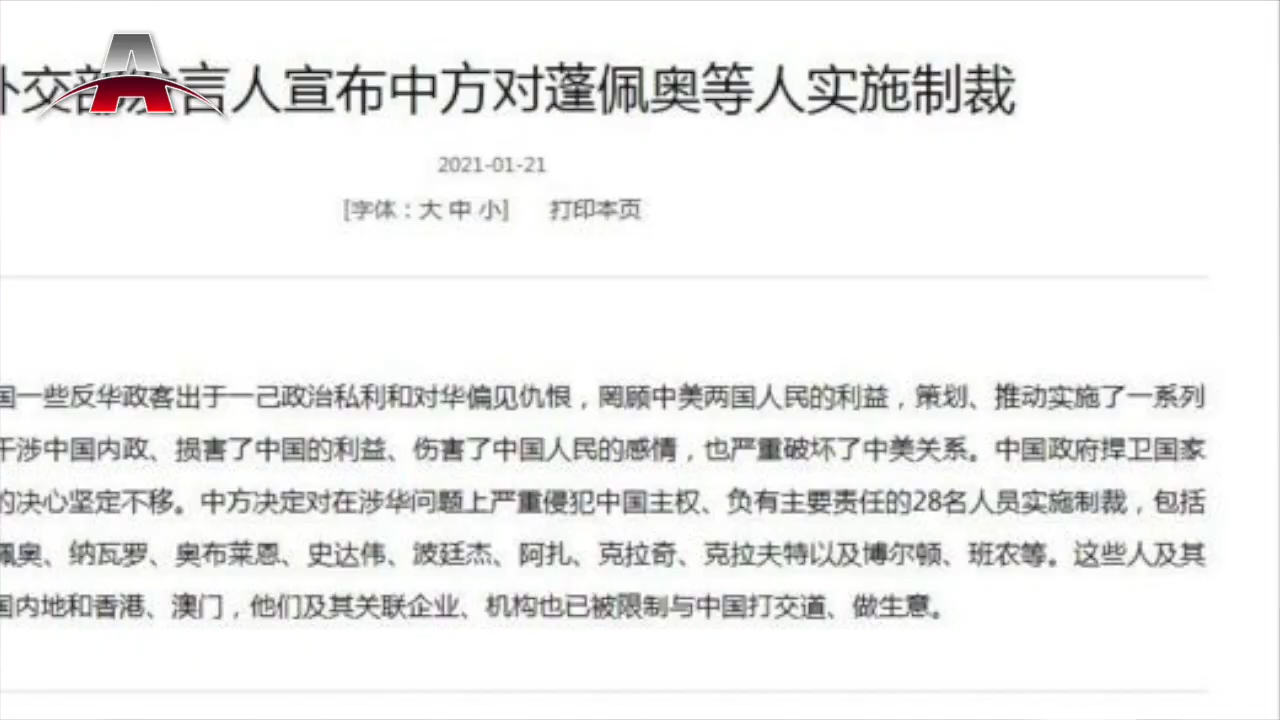 外交部发言人宣布中方对蓬佩奥等人实施制裁
2021-01-21
[字体：大 中 小] 打印本页
国一些反华政客出于一己政治私利和对华偏见仇恨，罔顾中美两国人民的利益，策划、推动实施了一系列
干涉中国内政、损害了中国的利益、伤害了中国人民的感情，也严重破坏了中美关系。中国政府捍卫国家
的决心坚定不移。中方决定对在涉华问题上严重侵犯中国主权、负有主要责任的28名人员实施制裁，包括
佩奥、纳瓦罗、奥布莱恩、史达伟、波廷杰、阿扎、克拉奇、克拉夫特以及博尔顿、班农等。这些人及其
国内地和香港、澳门，他们及其关联企业、机构也已被限制与中国打交道、做生意。